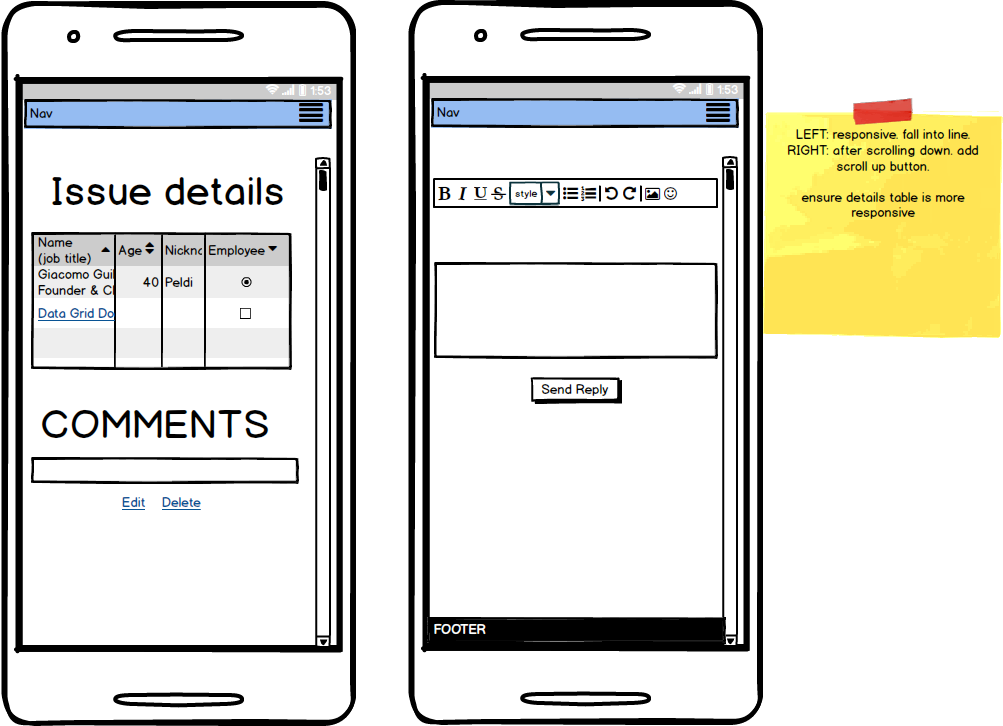 1:53
Nav
Issue details
Name
(job title)
Age
Nickn
Employee
Giacomo Gui
Founder & C
40
Peldi
Data Grid Do
COMMENTS
Edit Delete
1:53
Nav
B I U S style
Send Reply
FOOTER
LEFT: responsive. fall into line.
RIGHT: after scrolling down. add
scroll up button.
ensure details table is more
responsive